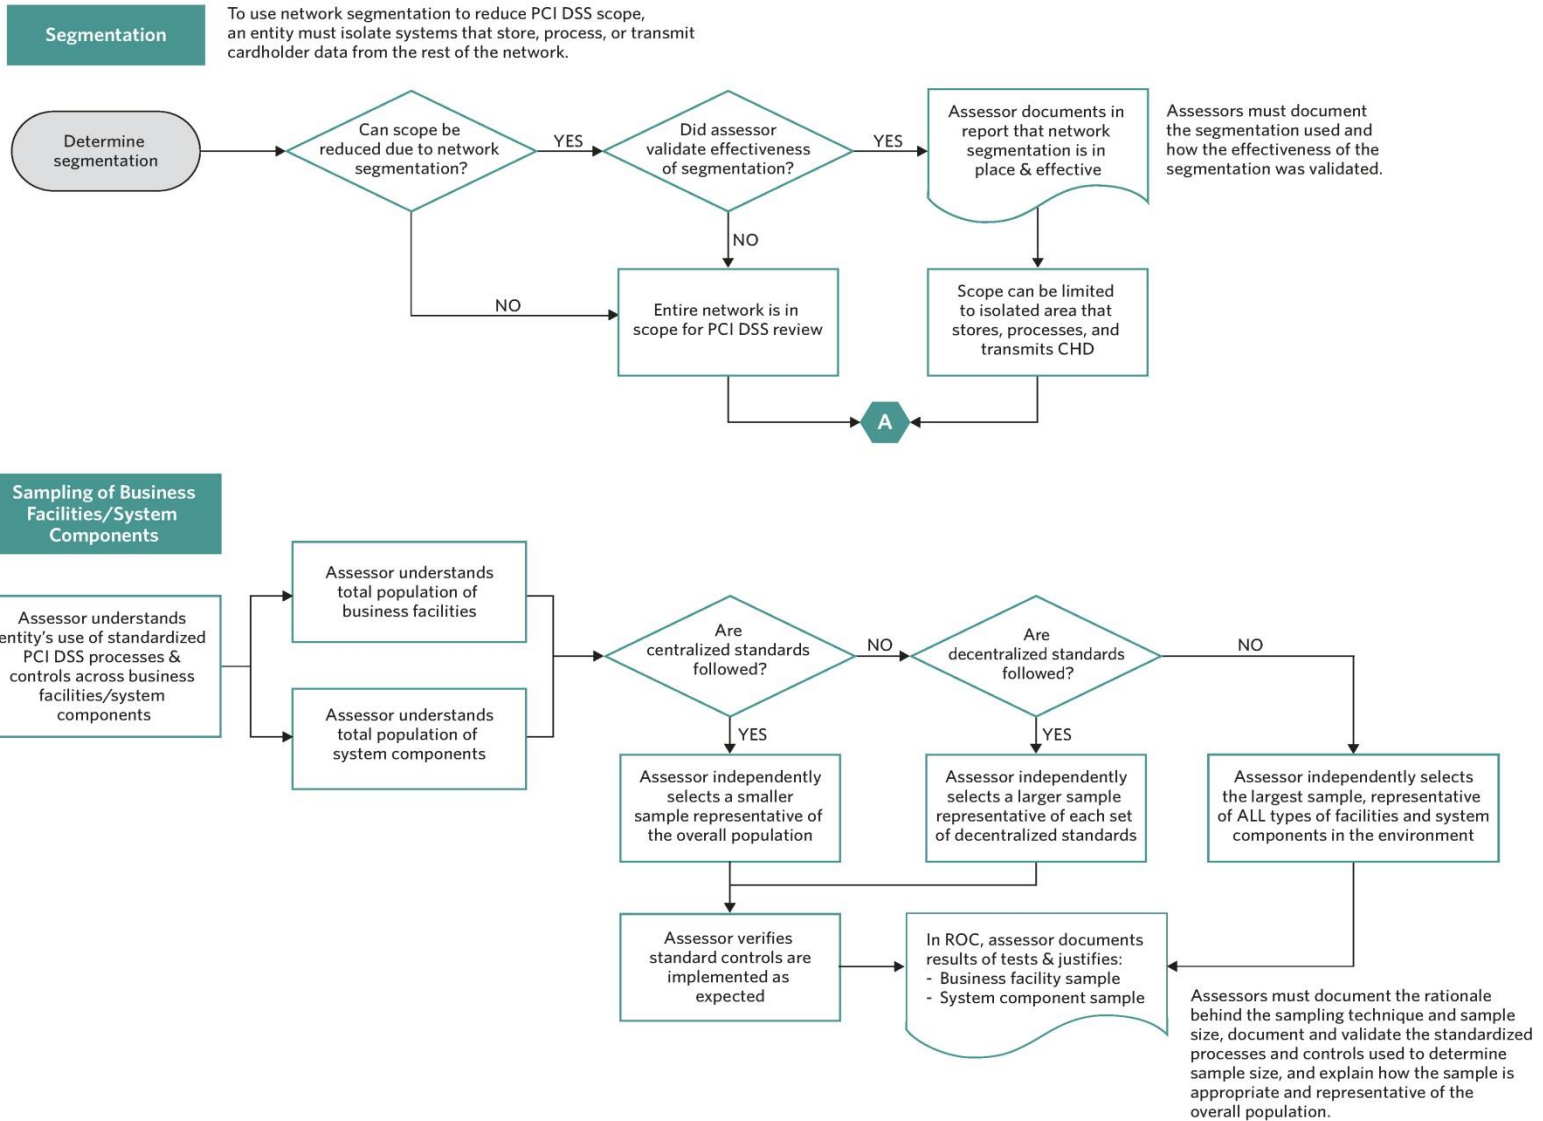 Segmentation
To use network segmentation to reduce PCI DSS scope,
an entity must isolate systems that store, process, or transmit
cardholder data from the rest of the network.
Determine
segmentation
Can scope be
reduced due to network
segmentation?
YES
Did assessor
validate effectiveness
of segmentation?
YES
Assessor documents in
report that network
segmentation is in
place & effective
Assessors must document
the segmentation used and
how the effectiveness of the
segmentation was validated.
NO
NO
Entire network is in
scope for PCI DSS review
Scope can be limited
to isolated area that
stores, processes, and
transmits CHD
A
Sampling of Business
Facilities/System
Components
Assessor understands
entity's use of standardized
PCI DSS processes &
controls across business
facilities/system
components
Assessor understands
total population of
business facilities
Assessor understands
total population of
system components
Are
centralized standards
followed?
NO
Are
decentralized standards
followed?
NO
YES
YES
Assessor independently
selects a smaller
sample representative of
the overall population
Assessor independently
selects a larger sample
representative of each set
of decentralized standards
Assessor independently selects
the largest sample, representative
of ALL types of facilities and system
components in the environment
Assessor verifies
standard controls are
implemented as
expected
In ROC, assessor documents
results of tests & justifies:
- Business facility sample
- System component sample
Assessors must document the rationale
behind the sampling technique and sample
size, document and validate the standardized
processes and controls used to determine
sample size, and explain how the sample is
appropriate and representative of the
overall population.